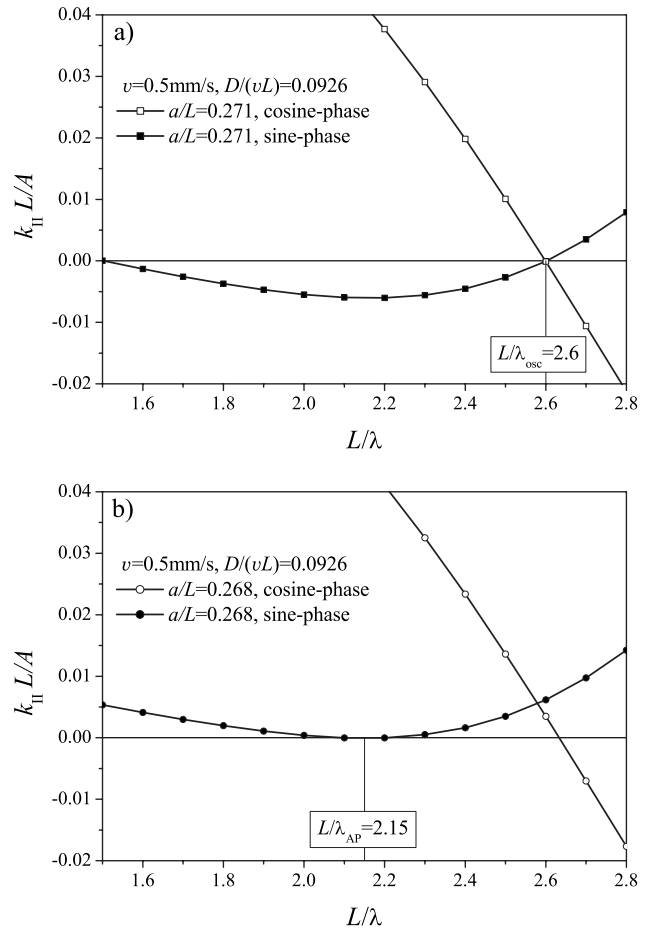 a)
v=0.5mm/s, D/(vL)=0.0926
a/L=0.271, cosine-phase
a/L=0.271, sine-phase
0.04
0.03
0.02
0.01
0.00
-0.01
-0.02
k_II L/A
L/λ_osc=2.6
1.6 1.8 2.0 2.2 2.4 2.6 2.8
L/λ
b)
v=0.5mm/s, D/(vL)=0.0926
a/L=0.268, cosine-phase
a/L=0.268, sine-phase
0.04
0.03
0.02
0.01
0.00
-0.01
-0.02
k_II L/A
L/λ_AP=2.15
1.6 1.8 2.0 2.2 2.4 2.6 2.8
L/λ